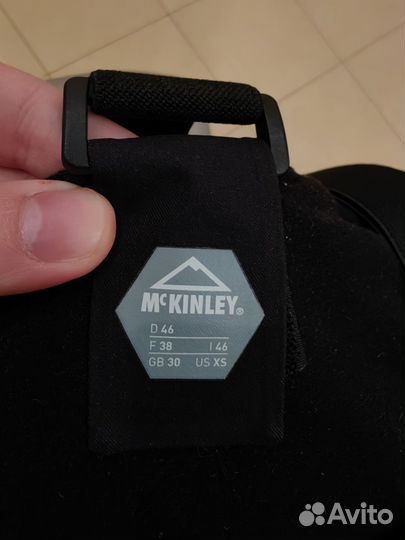 McKINLEY®
D 46
F 38 I 46
GB 30 US XS
Avito